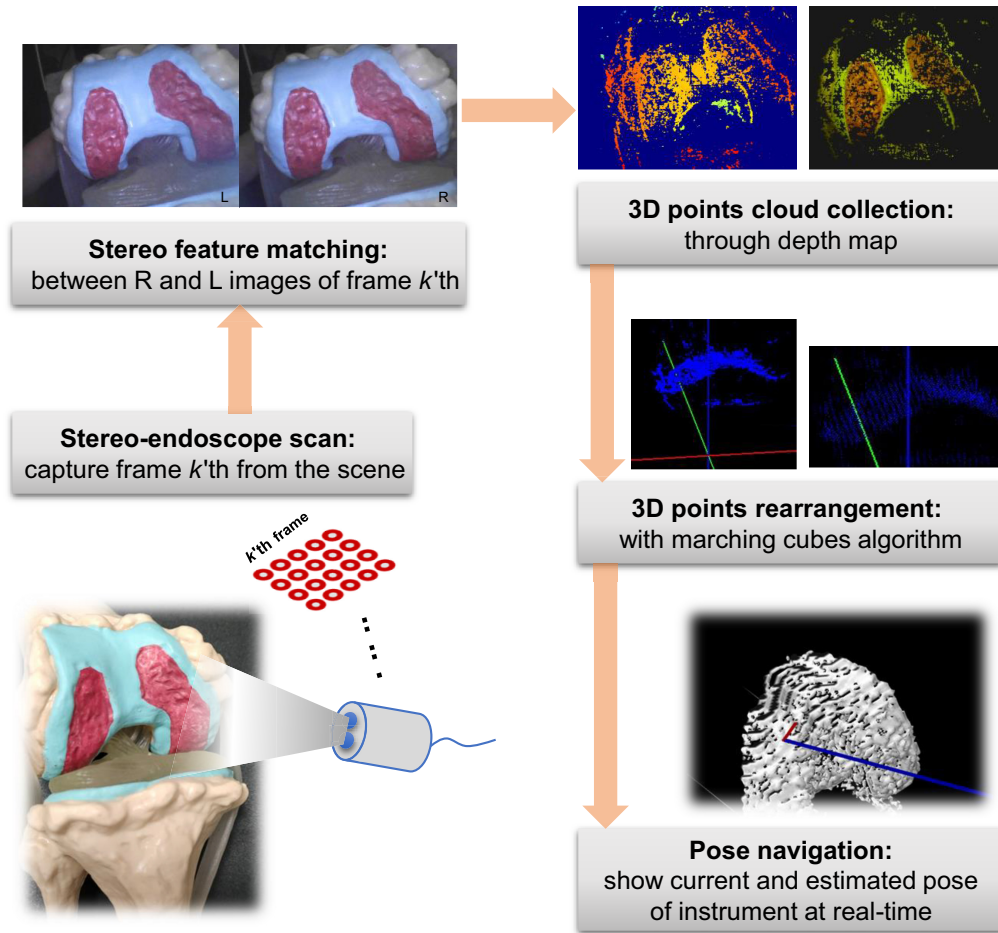 L
R
Stereo feature matching:
between R and L images of frame k'th
Stereo-endoscope scan:
capture frame k'th from the scene
k'th frame
3D points cloud collection:
through depth map
3D points rearrangement:
with marching cubes algorithm
Pose navigation:
show current and estimated pose
of instrument at real-time